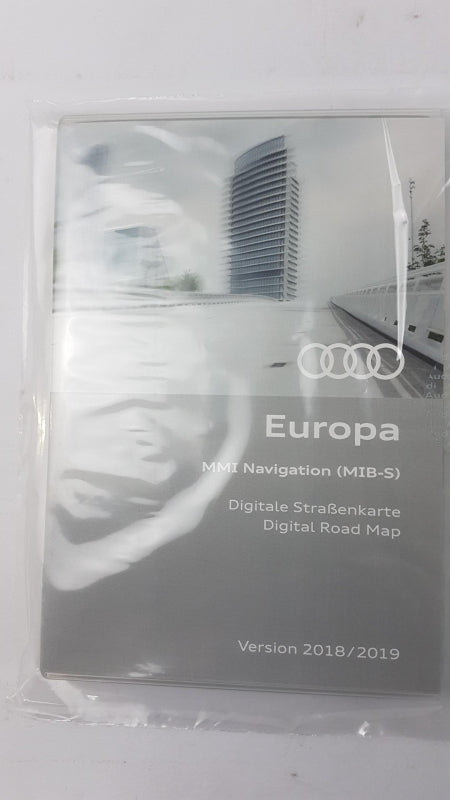 Europa
MMI Navigation (MIB-S)
Digitale Straßenkarte
Digital Road Map
Version 2018/2019